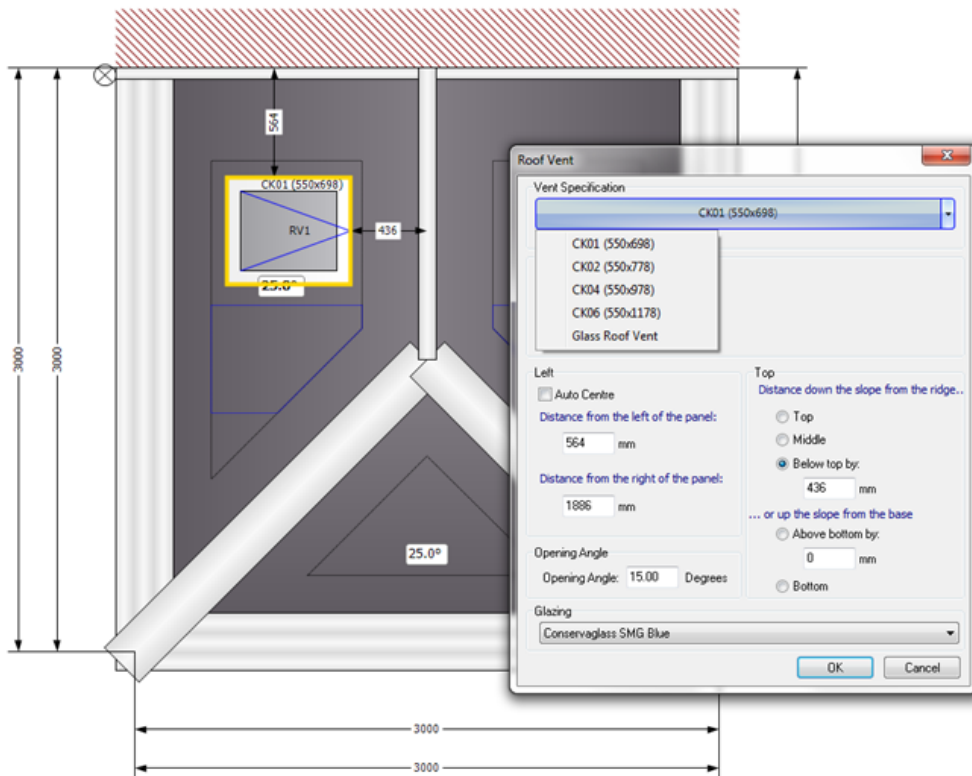 564
CK01 (550x698)
RV1
436
25.0°
3000
3000
25.0°
3000
3000
Roof Vent
Vent Specification
CK01 (550x698)
CK01 (550x698)
CK02 (550x778)
CK04 (550x978)
CK06 (550x1178)
Glass Roof Vent
Left
Auto Centre
Distance from the left of the panel:
564 mm
Distance from the right of the panel:
1886 mm
Opening Angle
Opening Angle: 15.00 Degrees
Top
Distance down the slope from the ridge..
Top
Middle
Below top by:
436 mm
... or up the slope from the base
Above bottom by:
0 mm
Bottom
Glazing
Conservaglass SMG Blue
OK Cancel